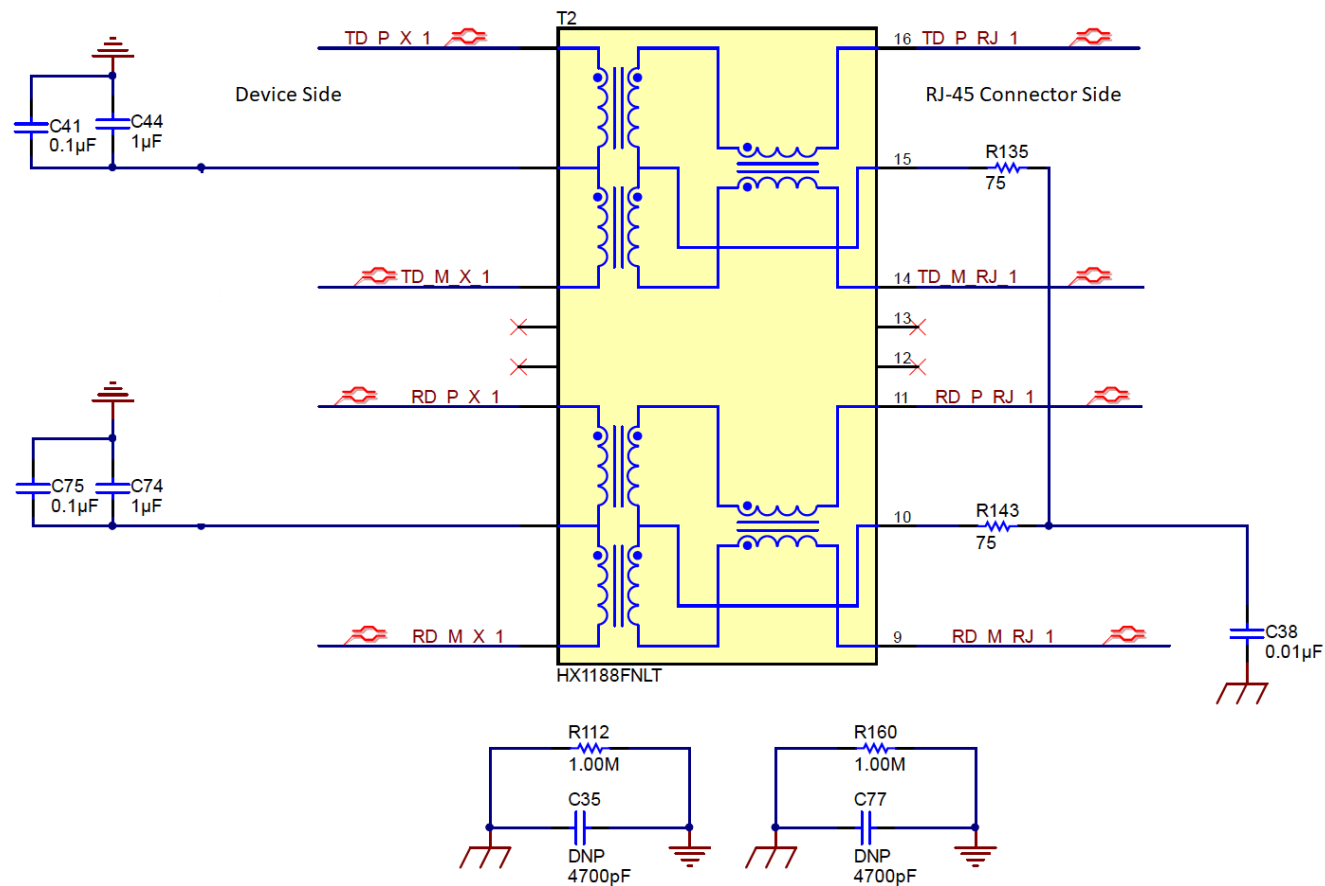 T2
TD_P_X_1
16
TD_P_RJ_1
Device Side
RJ-45 Connector Side
C41
0.1µF
C44
1µF
15
R135
75
TD_M_X_1
14
TD_M_RJ_1
13
12
RD_P_X_1
11
RD_P_RJ_1
C75
0.1µF
C74
1µF
10
R143
75
RD_M_X_1
9
RD_M_RJ_1
C38
0.01µF
HX1188FNLT
R112
1.00M
C35
DNP
4700pF
R160
1.00M
C77
DNP
4700pF